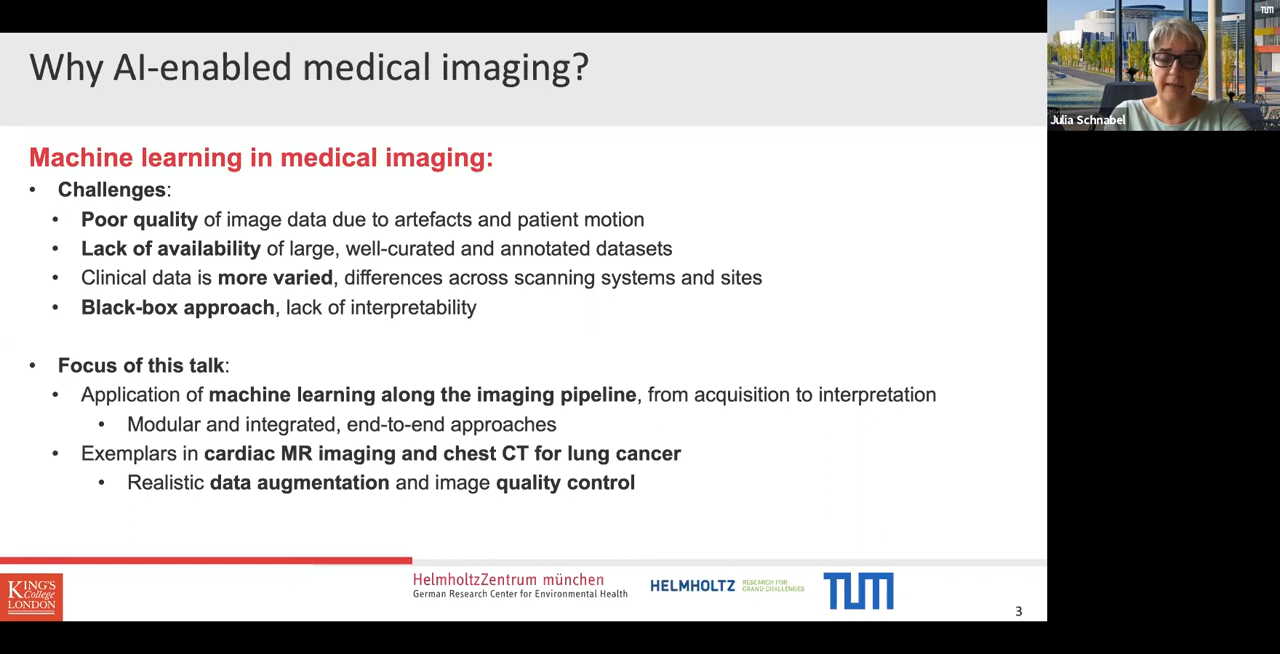 Why AI-enabled medical imaging?
TUM
Julia Schnabel
Machine learning in medical imaging:
• Challenges:
• Poor quality of image data due to artefacts and patient motion
• Lack of availability of large, well-curated and annotated datasets
• Clinical data is more varied, differences across scanning systems and sites
• Black-box approach, lack of interpretability
• Focus of this talk:
• Application of machine learning along the imaging pipeline, from acquisition to interpretation
• Modular and integrated, end-to-end approaches
• Exemplars in cardiac MR imaging and chest CT for lung cancer
• Realistic data augmentation and image quality control
KING'S
College
LONDON
HelmholtzZentrum münchen
German Research Center for Environmental Health
HELMHOLTZ
RESEARCH FOR
GRAND CHALLENGES
TUM
3